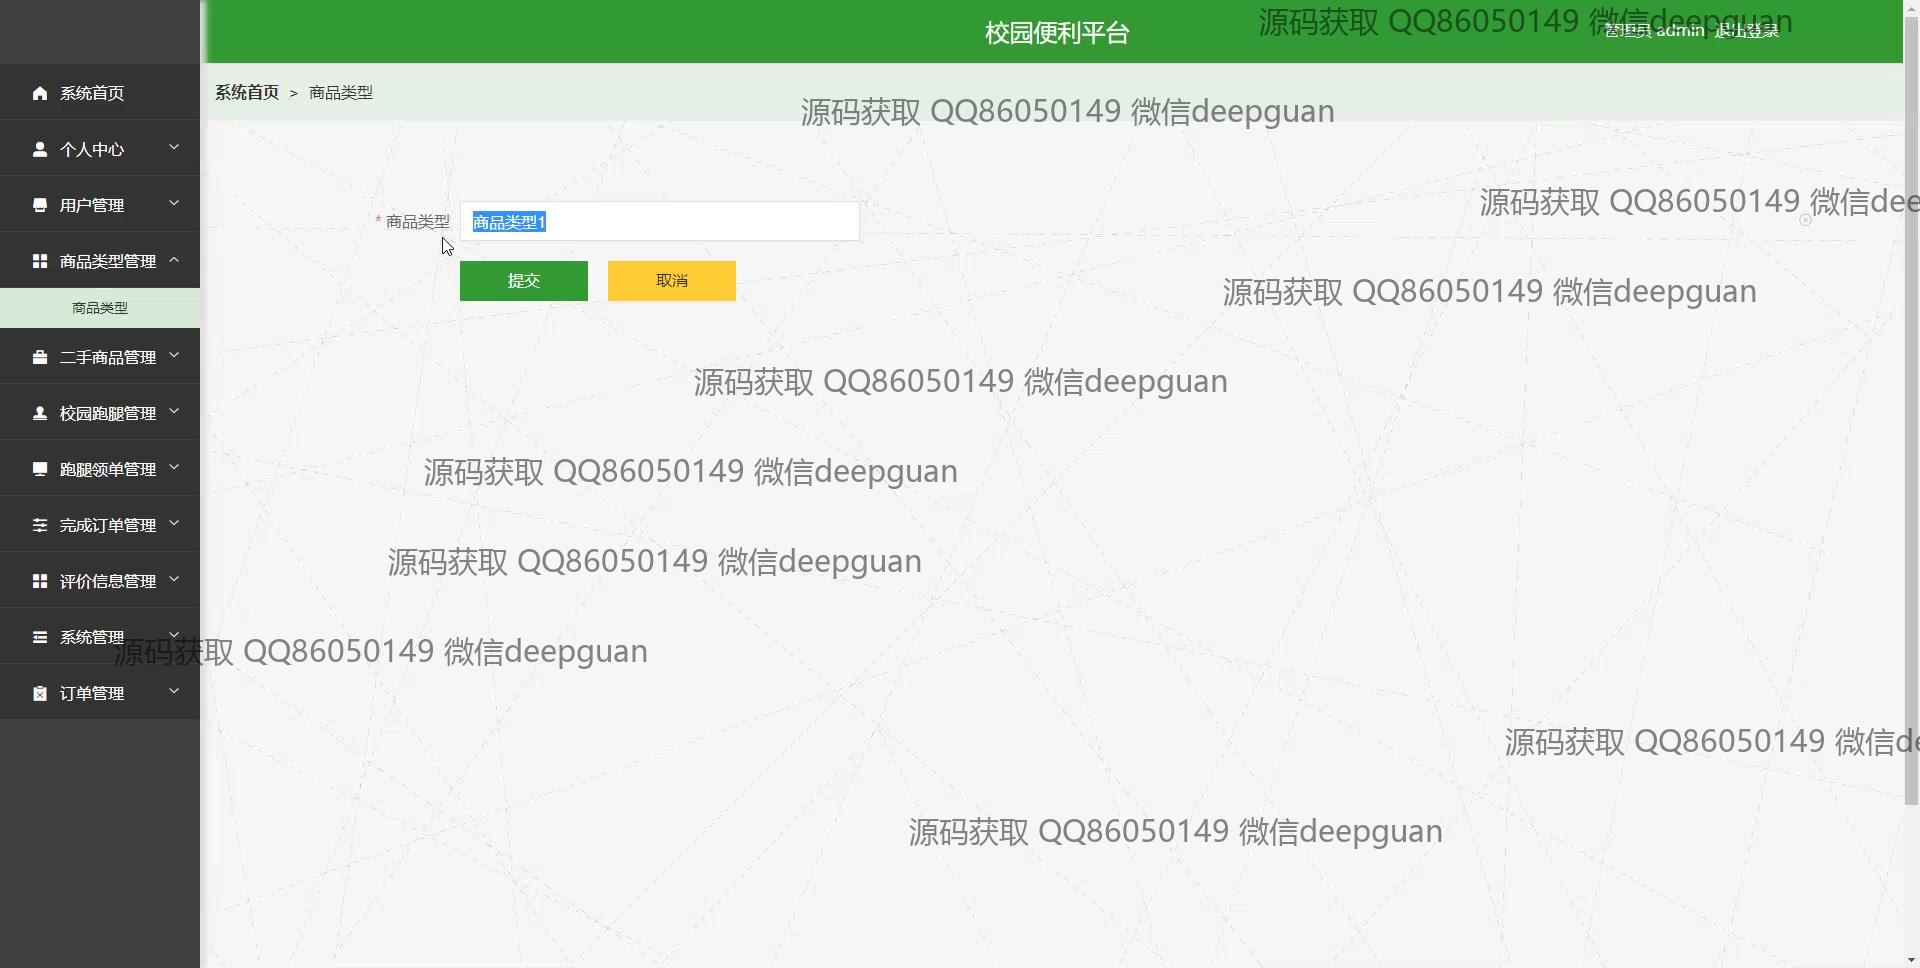 校园便利平台
源码获取 QQ86050149 微信deepguan
管理员 admin 退出登录
系统首页 > 商品类型
源码获取 QQ86050149 微信deepguan
系统首页
个人中心
用户管理
商品类型管理
商品类型
二手商品管理
校园跑腿管理
跑腿领单管理
完成订单管理
评价信息管理
系统管理
订单管理
源码获取 QQ86050149 微信dee
* 商品类型
商品类型1
提交
取消
源码获取 QQ86050149 微信deepguan
源码获取 QQ86050149 微信deepguan
源码获取 QQ86050149 微信deepguan
源码获取 QQ86050149 微信deepguan
源码获取 QQ86050149 微信deepguan
源码获取 QQ86050149 微信de
源码获取 QQ86050149 微信deepguan